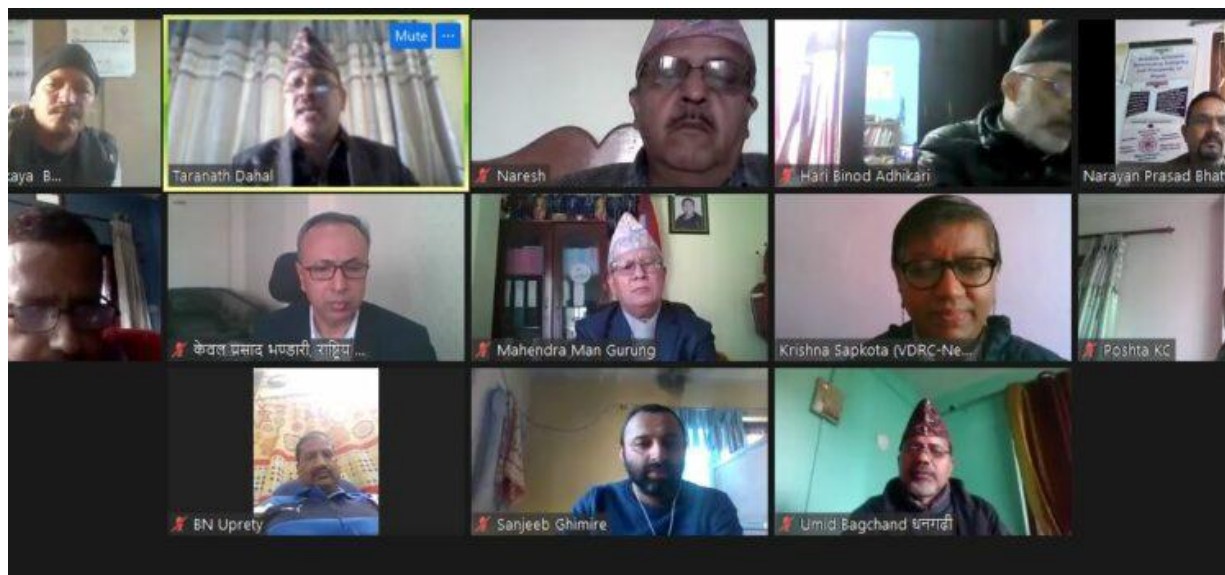 Mute ...
kaya B...
Taranath Dahal
Naresh
Hari Binod Adhikari
Narayan Prasad Bhat
केवल प्रसाद भण्डारी, राष्ट्रिय ...
Mahendra Man Gurung
Krishna Sapkota (VDRC-Ne...
Poshta KC
BN Uprety
Sanjeeb Ghimire
Umid Bagchand धनगढी